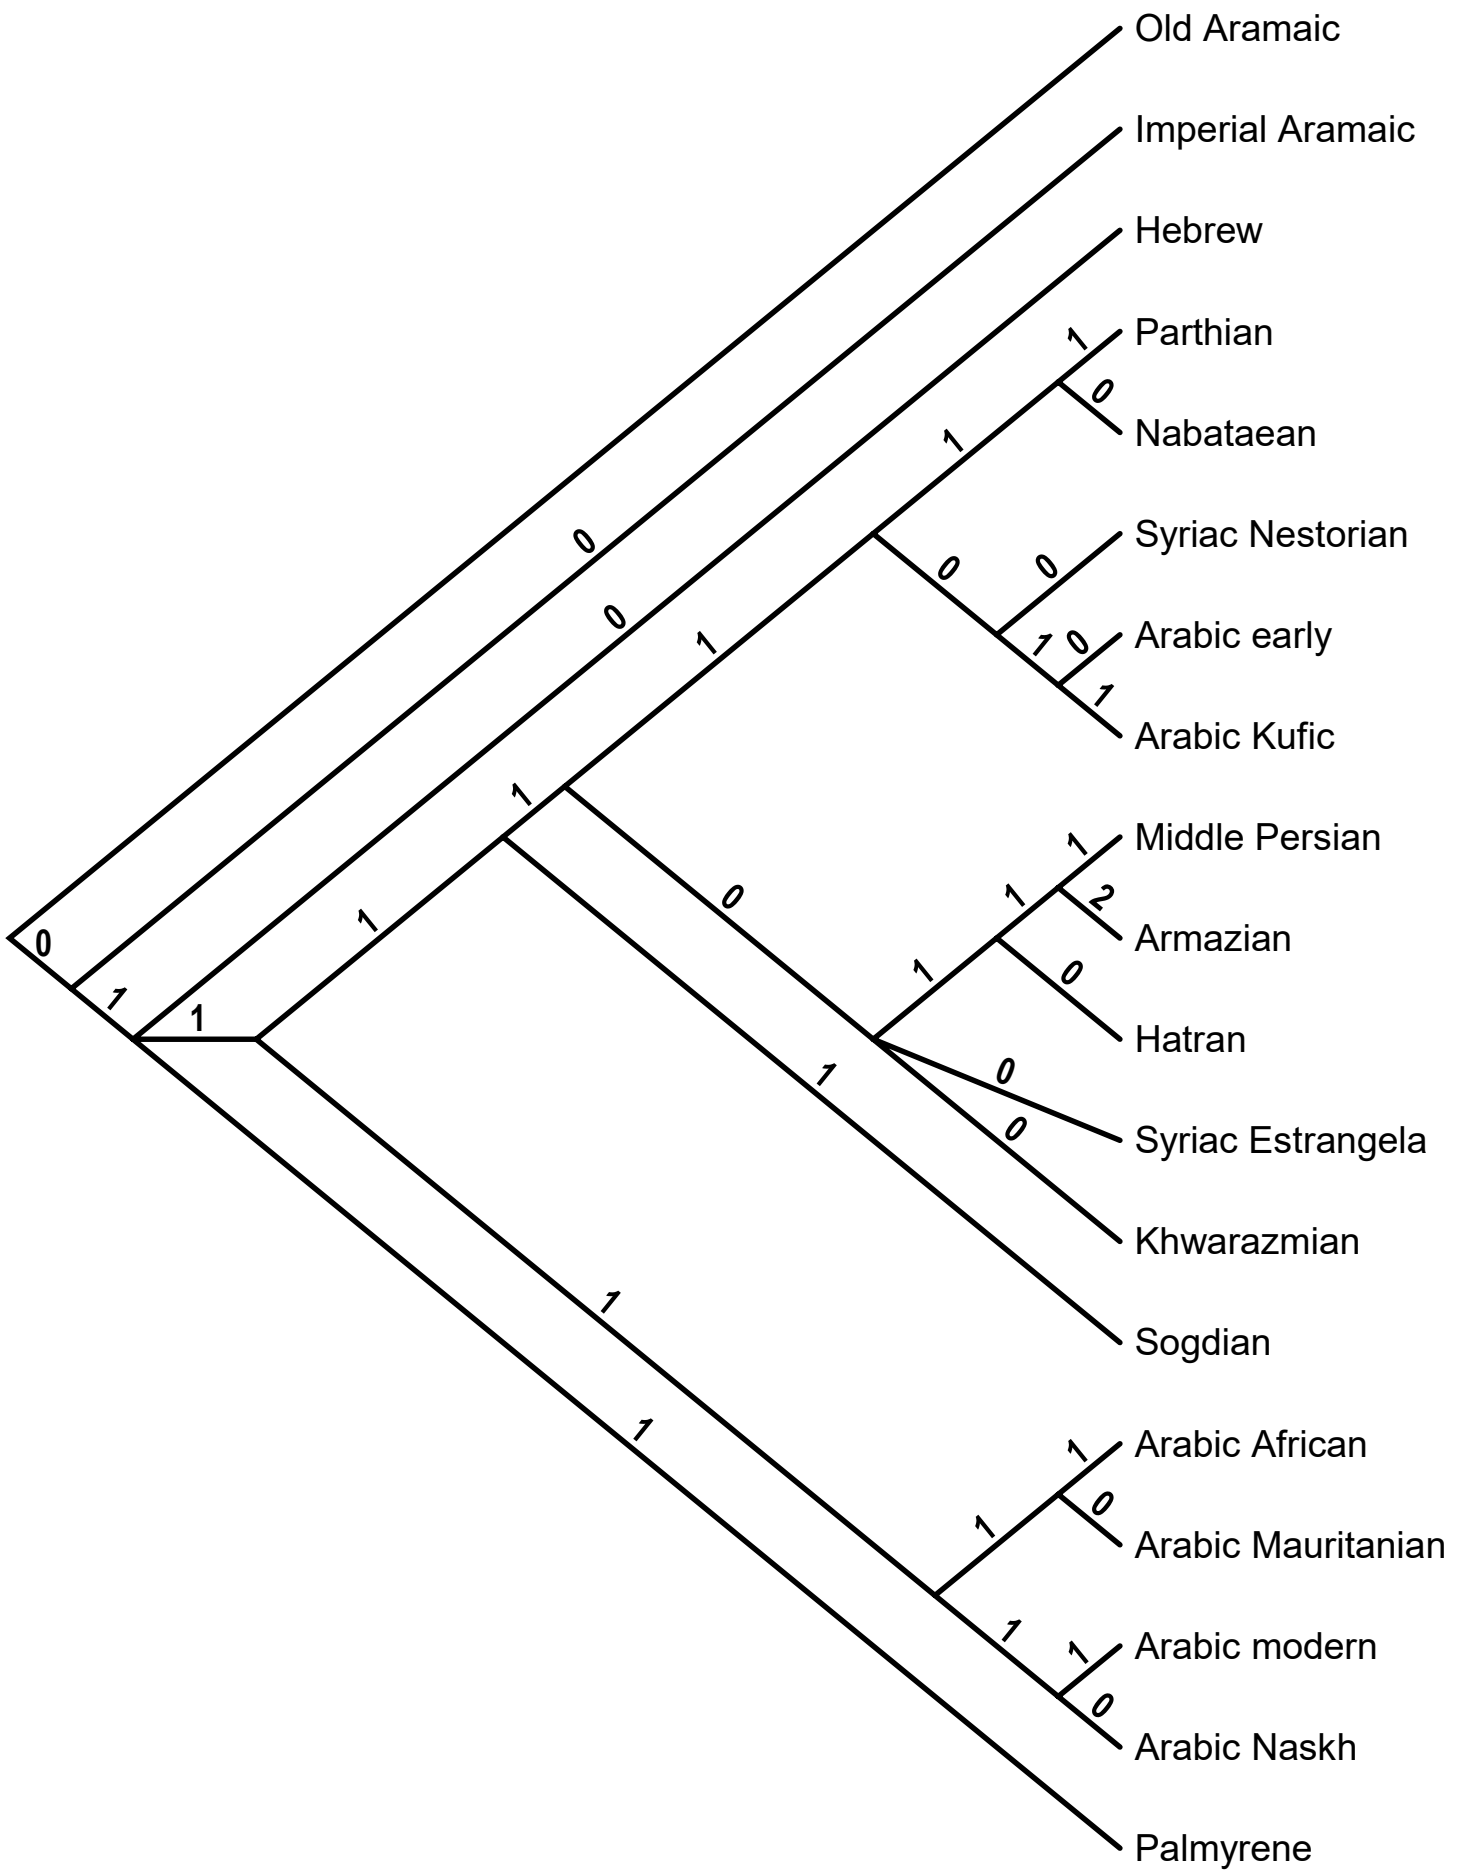 Old Aramaic
Imperial Aramaic
Hebrew
1 Parthian
0
1 Nabataean
0 Syriac Nestorian
0 0
0 1 0 Arabic early
1 1
Arabic Kufic
1 1 Middle Persian
1 2
0 Armazian
1
0 1 0
1 1 Hatran
0
1 0 Syriac Estrangela
Khwarazmian
1 Sogdian
1 1 Arabic African
1 0
Arabic Mauritanian
1 1 Arabic modern
0
Arabic Naskh
Palmyrene